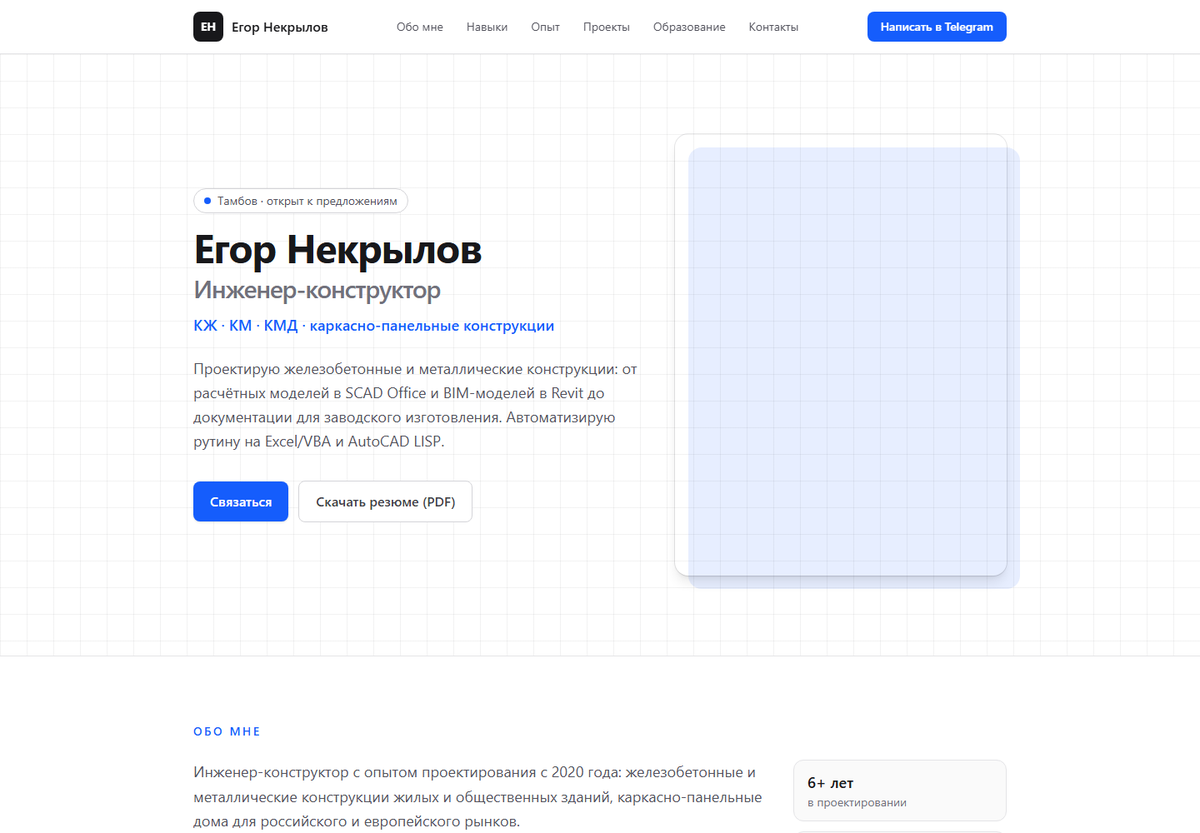 ЕН
Егор Некрылов
Обо мне
Навыки
Опыт
Проекты
Образование
Контакты
Написать в Telegram
Тамбов · открыт к предложениям
Егор Некрылов
Инженер-конструктор
КЖ · КМ · КМД · каркасно-панельные конструкции
Проектирую железобетонные и металлические конструкции: от
расчётных моделей в SCAD Office и BIM-моделей в Revit до
документации для заводского изготовления. Автоматизирую
рутину на Excel/VBA и AutoCAD LISP.
Связаться
Скачать резюме (PDF)
ОБО МНЕ
Инженер-конструктор с опытом проектирования с 2020 года: железобетонные и
металлические конструкции жилых и общественных зданий, каркасно-панельные
дома для российского и европейского рынков.
6+ лет
в проектировании